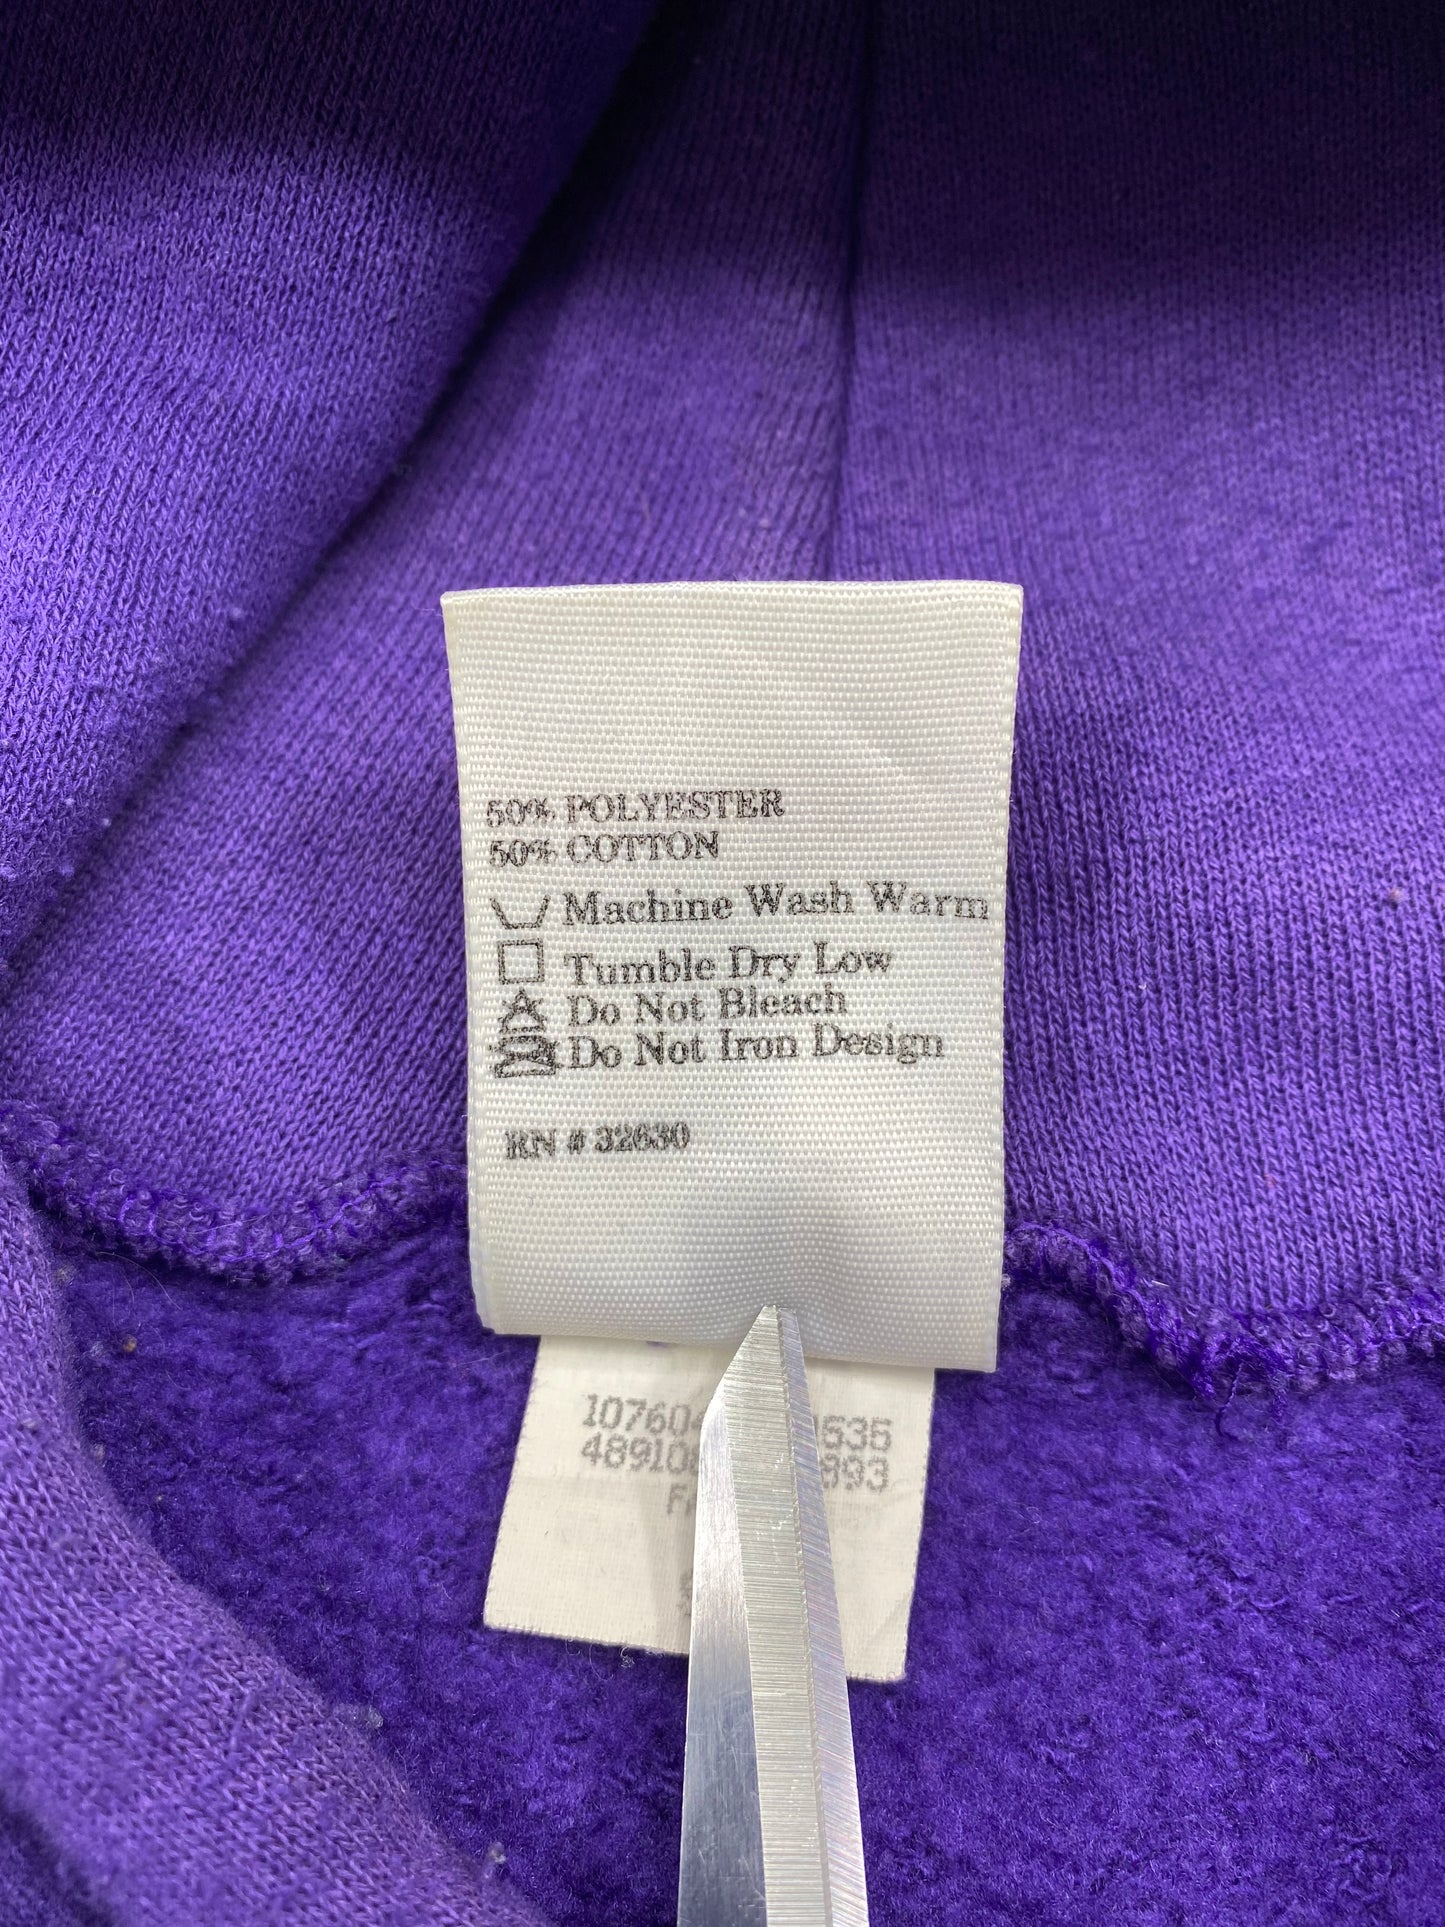 50% POLYESTER
50% COTTON
Machine Wash Warm
Tumble Dry Low
Do Not Bleach
Do Not Iron Design
RN # 32630